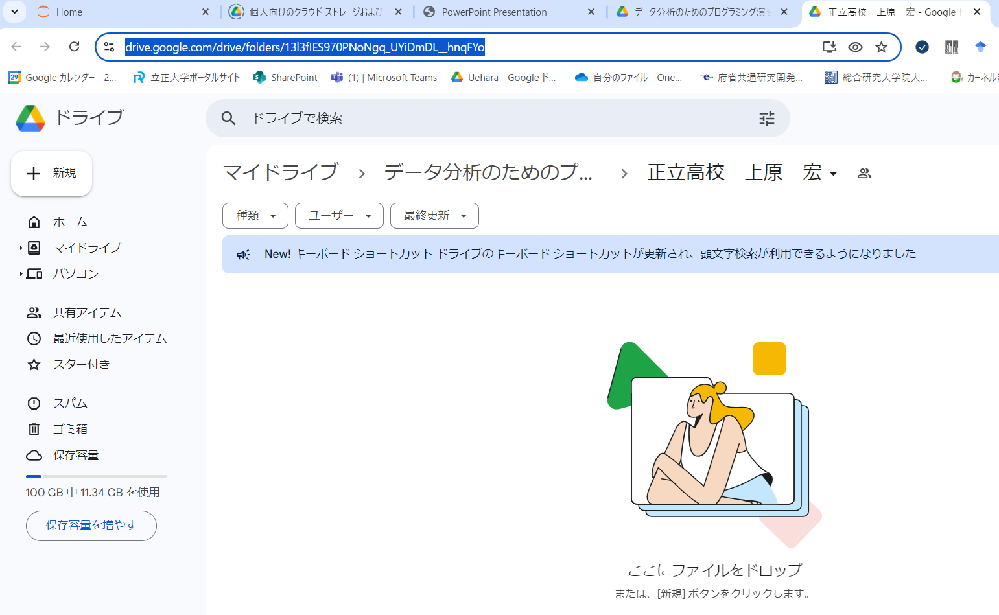 Home
個人向けのクラウド ストレージおよび
PowerPoint Presentation
データ分析のためのプログラミング演
正立高校　上原　宏 - Google
drive.google.com/drive/folders/13l3fIES970PNoNgq_UYiDmDL__hnqFYo
Google カレンダー - 2...
立正大学ポータルサイト
SharePoint
(1) | Microsoft Teams
Uehara - Google ド...
自分のファイル - One...
府省共通研究開発...
総合研究大学院大...
カーネル
ドライブ
ドライブで検索
新規
マイドライブ > データ分析のためのプ... > 正立高校　上原　宏
種類
ユーザー
最終更新
New! キーボード ショートカット ドライブのキーボード ショートカットが更新され、頭文字検索が利用できるようになりました
ホーム
マイドライブ
パソコン
共有アイテム
最近使用したアイテム
スター付き
スパム
ゴミ箱
保存容量
100 GB 中 11.34 GB を使用
保存容量を増やす
ここにファイルをドロップ
または、[新規] ボタンをクリックします。